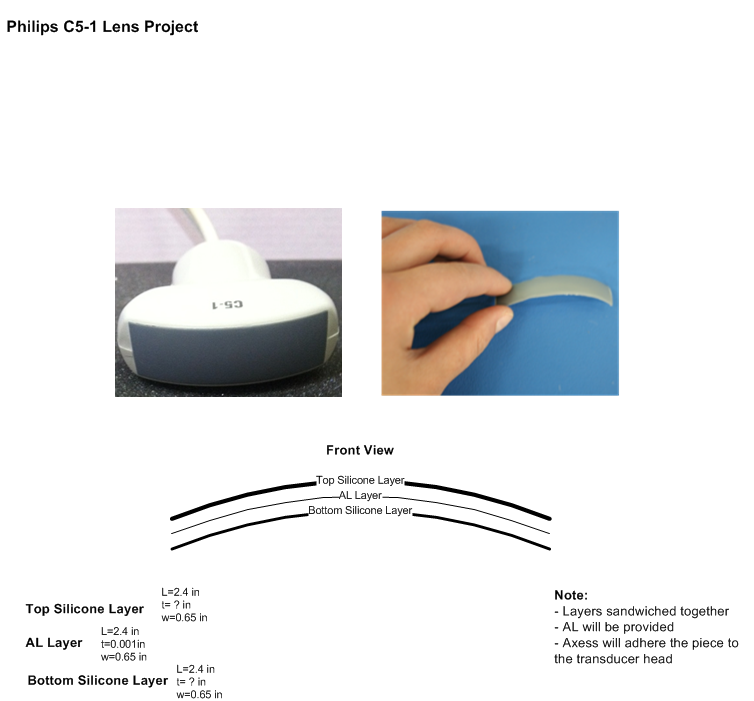 Philips C5-1 Lens Project
C5-1
Front View
Top Silicone Layer
AL Layer
Bottom Silicone Layer
Top Silicone Layer
L=2.4 in
t= ? in
w=0.65 in
AL Layer
L=2.4 in
t=0.001in
w=0.65 in
Bottom Silicone Layer
L=2.4 in
t= ? in
w=0.65 in
Note:
- Layers sandwiched together
- AL will be provided
- Axess will adhere the piece to
the transducer head